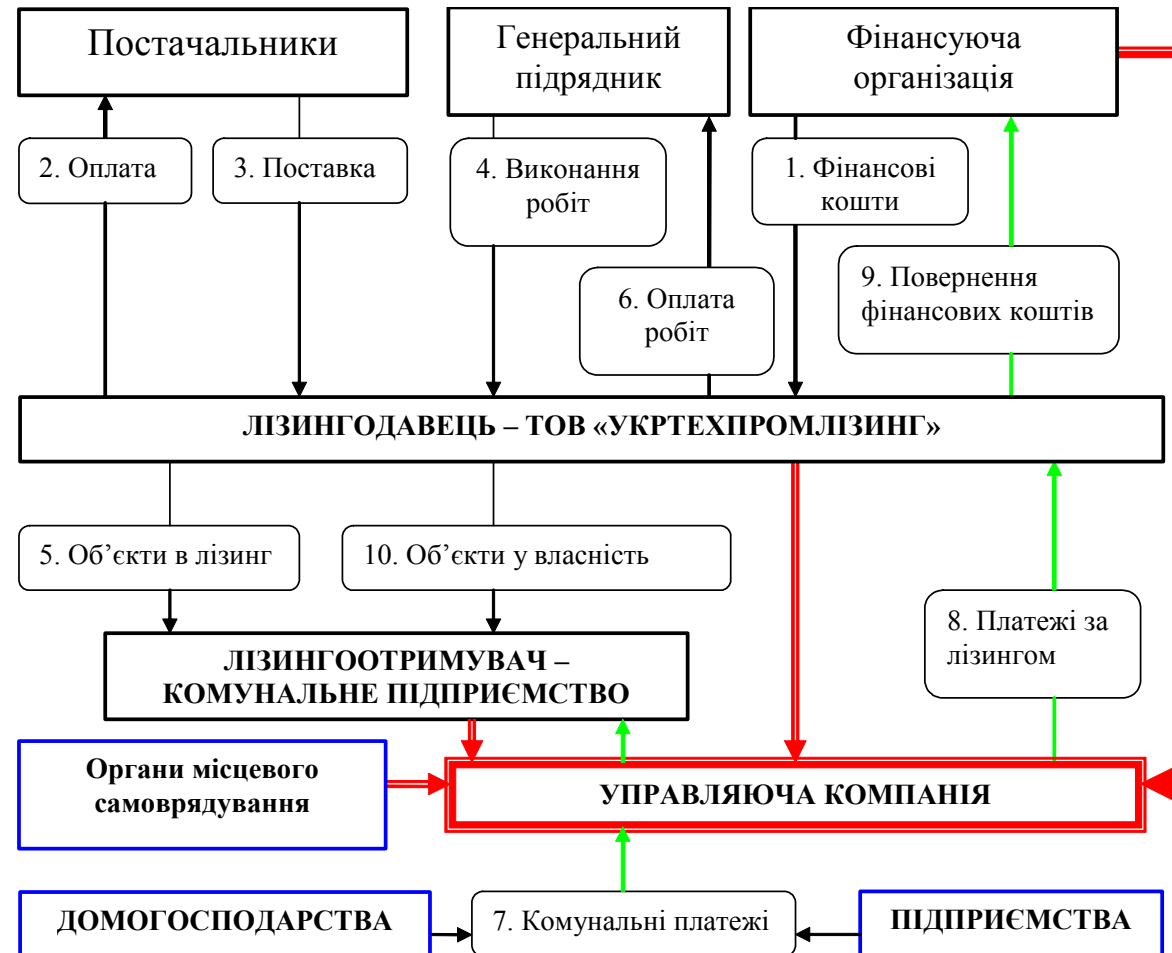 Постачальники
Генеральний
підрядник
Фінансуюча
організація
2. Оплата
3. Поставка
4. Виконання
робіт
1. Фінансові
кошти
6. Оплата
робіт
9. Повернення
фінансових коштів
ЛІЗИНГОДАВЕЦЬ – ТОВ «УКРТЕХПРОМЛІЗИНГ»
5. Об’єкти в лізинг
10. Об’єкти у власність
8. Платежі за
лізингом
ЛІЗИНГООТРИМУВАЧ –
КОМУНАЛЬНЕ ПІДПРИЄМСТВО
Органи місцевого
самоврядування
УПРАВЛЯЮЧА КОМПАНІЯ
ДОМОГОСПОДАРСТВА
7. Комунальні платежі
ПІДПРИЄМСТВА